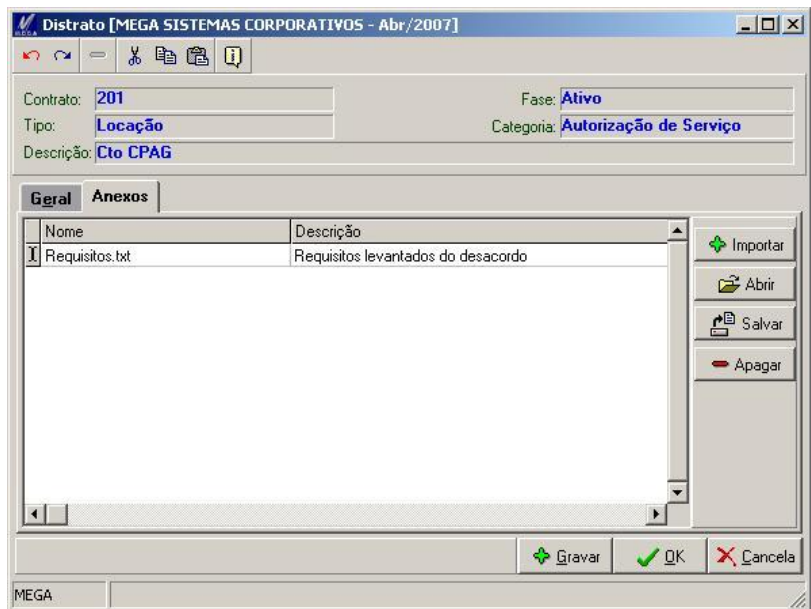 Distrato [MEGA SISTEMAS CORPORATIVOS - Abr/2007]
Contrato: 201 Fase: Ativo
Tipo: Locação Categoria: Autorização de Serviço
Descrição: Cto CPAG
Geral Anexos
Nome Descrição
Requisitos.txt Requisitos levantados do desacordo
Importar
Abrir
Salvar
Apagar
Gravar OK Cancela
MEGA